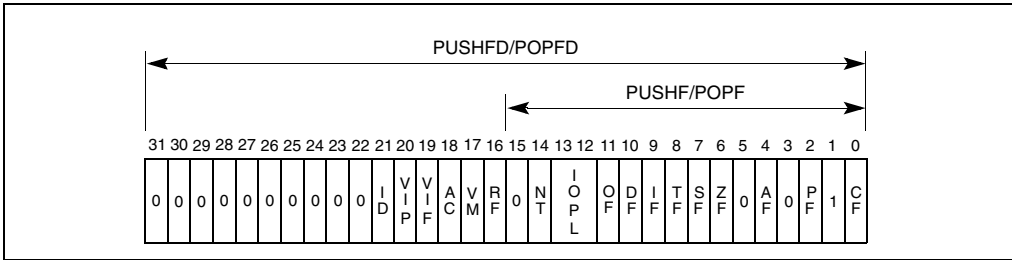 PUSHFD/POPFD
PUSHF/POPF
31 30 29 28 27 26 25 24 23 22 21 20 19 18 17 16 15 14 13 12 11 10 9 8 7 6 5 4 3 2 1 0
0 0 0 0 0 0 0 0 0 0 ID VIP VIF AC VM RF 0 NT IOPL OF DF IF TF SF ZF 0 AF 0 PF 1 CF